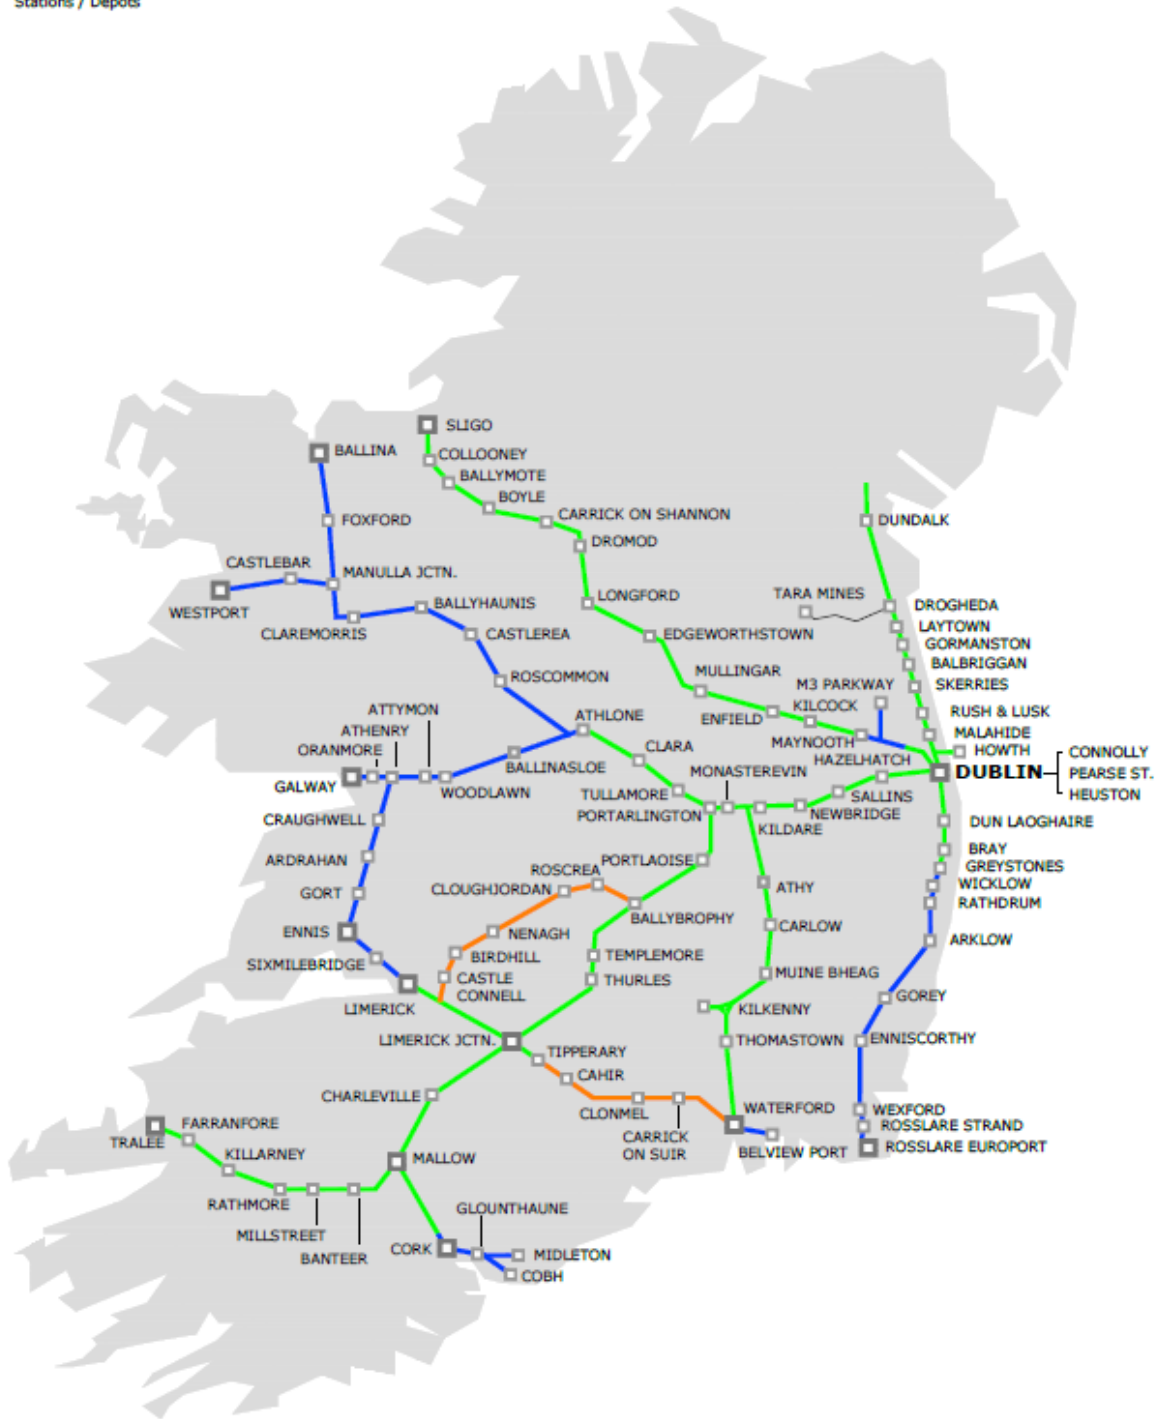 Stations / Depots
SLIGO
BALLINA
COLLOONEY
BALLYMOTE
BOYLE
CARRICK ON SHANNON
FOXFORD
DUNDALK
DROMOD
CASTLEBAR
MANULLA JCTN.
TARA MINES
LONGFORD
WESTPORT
BALLYHAUNIS
DROGHEDA
LAYTOWN
CLAREMORRIS
CASTLEREA
EDGEWORTHSTOWN
GORMANSTON
BALBRIGGAN
MULLINGAR
ROSCOMMON
M3 PARKWAY
SKERRIES
ATTYMON
KILCOCK
RUSH & LUSK
ATHLONE
ENFIELD
ATHENRY
MALAHIDE
MAYNOOTH
ORANMORE
CLARA
HOWTH
CONNOLLY
HAZELHATCH
BALLINASLOE
MONASTEREVIN
DUBLIN
PEARSE ST.
GALWAY
WOODLAWN
TULLAMORE
SALLINS
HEUSTON
PORTARLINGTON
NEWBRIDGE
CRAUGHWELL
KILDARE
DUN LAOGHAIRE
BRAY
ARDRAHAN
PORTLAOISE
GREYSTONES
ROSCREA
WICKLOW
GORT
CLOUGHJORDAN
ATHY
RATHDRUM
BALLYBROPHY
CARLOW
ENNIS
NENAGH
ARKLOW
BIRDHILL
TEMPLEMORE
SIXMILEBRIDGE
MUINE BHEAG
CASTLE
CONNELL
THURLES
GOREY
LIMERICK
KILKENNY
LIMERICK JCTN.
THOMASTOWN
ENNISCORTHY
TIPPERARY
CAHIR
CHARLEVILLE
WATERFORD
WEXFORD
CLONMEL
FARRANFORE
ROSSLARE STRAND
TRALEE
CARRICK
ON SUIR
ROSSLARE EUROPORT
BELVIEW PORT
KILLARNEY
MALLOW
RATHMORE
GLOUNTHAUNE
MILLSTREET
CORK
MIDLETON
BANTEER
COBH